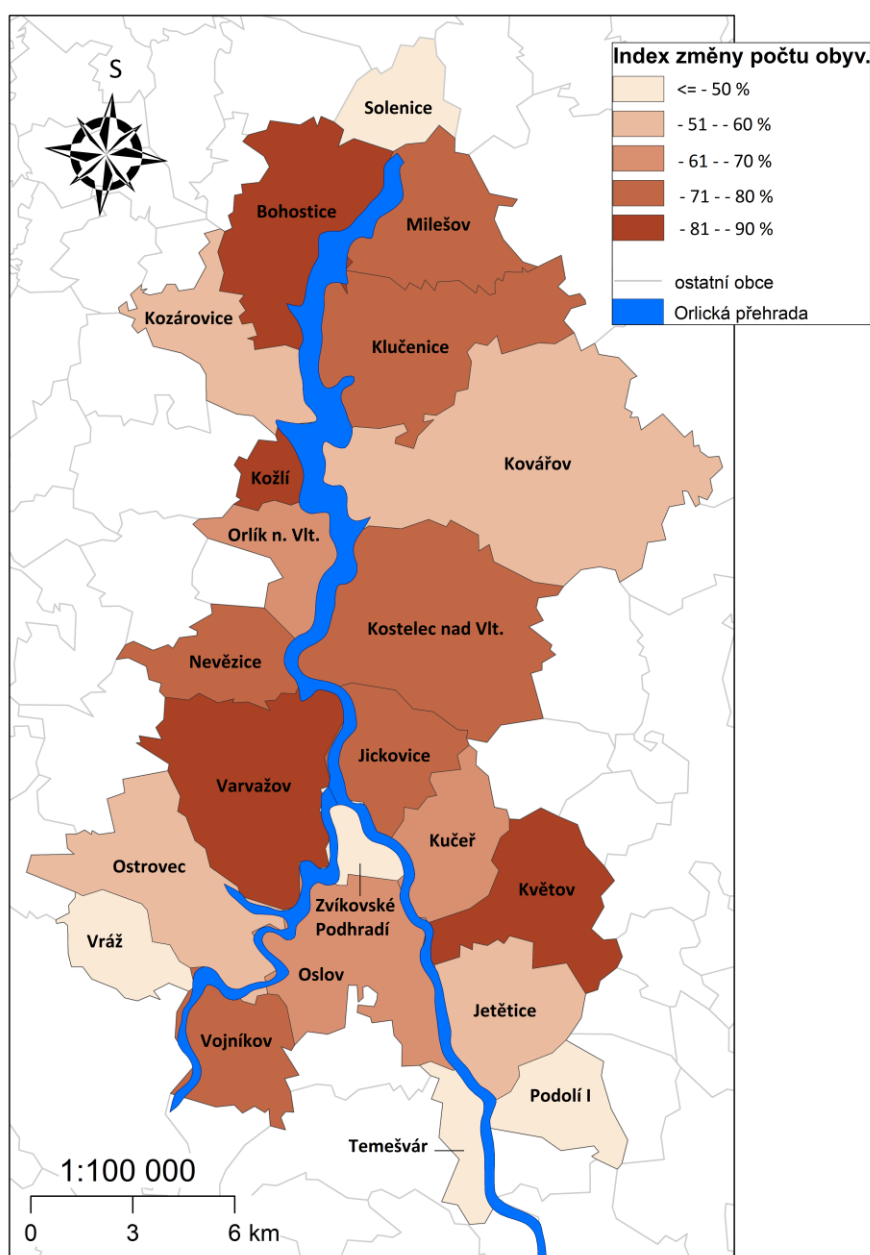 Index změny počtu obyv.
<= - 50 %
- 51 - - 60 %
- 61 - - 70 %
- 71 - - 80 %
- 81 - - 90 %
ostatní obce
Orlická přehrada
S
Solenice
Bohostice
Milešov
Kozárovice
Klučenice
Kovářov
Kožlí
Orlík n. Vlt.
Kostelec nad Vlt.
Nevězice
Jickovice
Varvažov
Kučeř
Ostrovec
Květov
Zvíkovské
Podhradí
Vráž
Oslov
Jetětice
Vojníkov
Podolí I
Temešvár
1:100 000
0 3 6 km